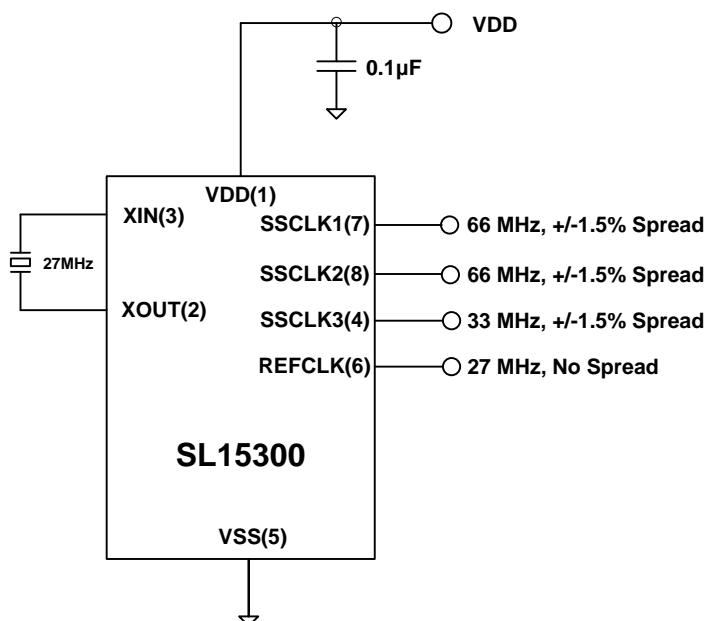 VDD
0.1µF
VDD(1)
XIN(3)
SSCLK1(7)
66 MHz, +/-1.5% Spread
27MHz
SSCLK2(8)
66 MHz, +/-1.5% Spread
XOUT(2)
SSCLK3(4)
33 MHz, +/-1.5% Spread
REFCLK(6)
27 MHz, No Spread
SL15300
VSS(5)